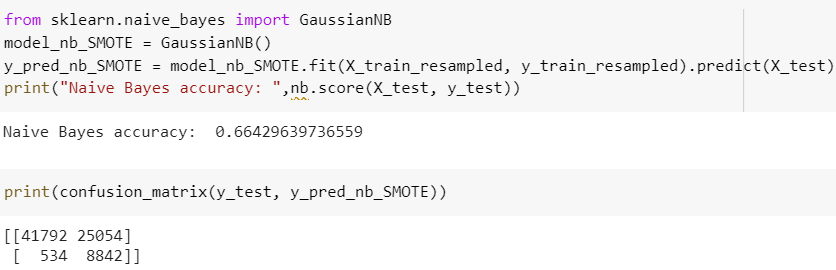 from sklearn.naive_bayes import GaussianNB
model_nb_SMOTE = GaussianNB()
y_pred_nb_SMOTE = model_nb_SMOTE.fit(X_train_resampled, y_train_resampled).predict(X_test)
print("Naive Bayes accuracy: ",nb.score(X_test, y_test))
Naive Bayes accuracy:  0.66429639736559
print(confusion_matrix(y_test, y_pred_nb_SMOTE))
[[41792 25054]
 [  534  8842]]